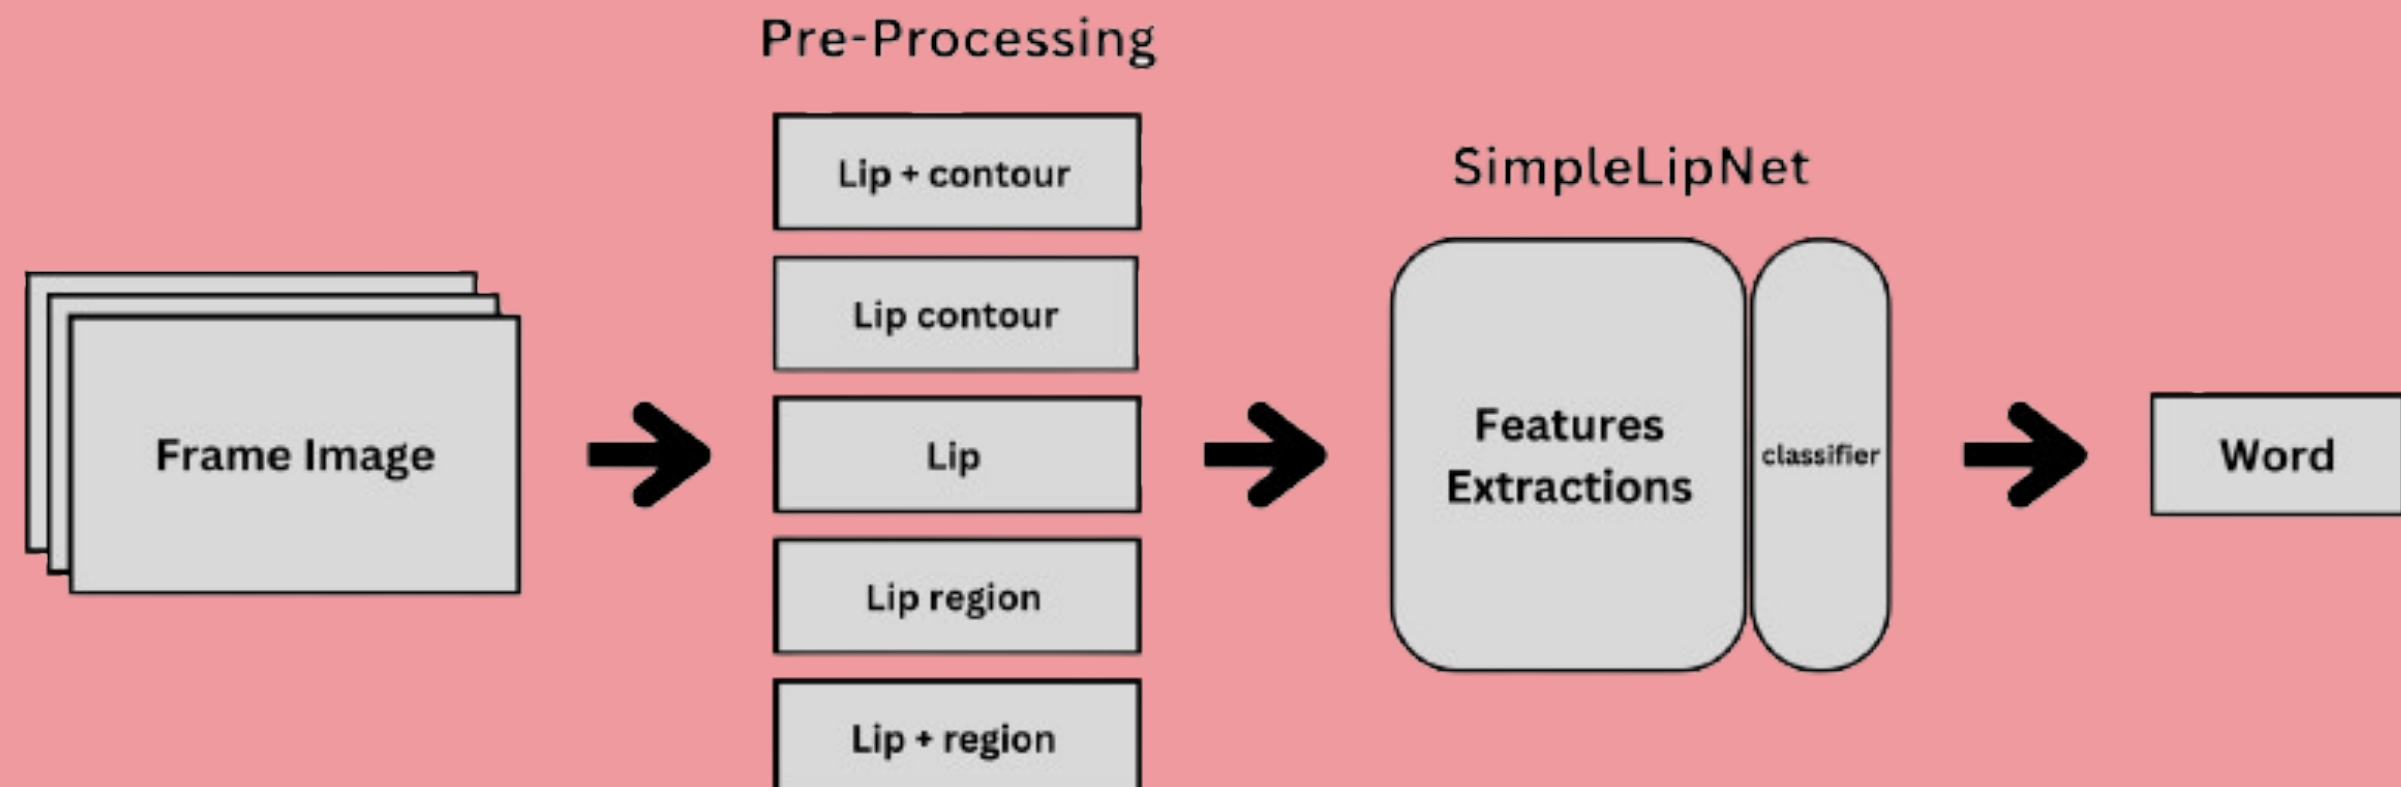 Pre-Processing
Lip + contour
Lip contour
Lip
Lip region
Lip + region
Frame Image
SimpleLipNet
Features
Extractions
classifier
Word